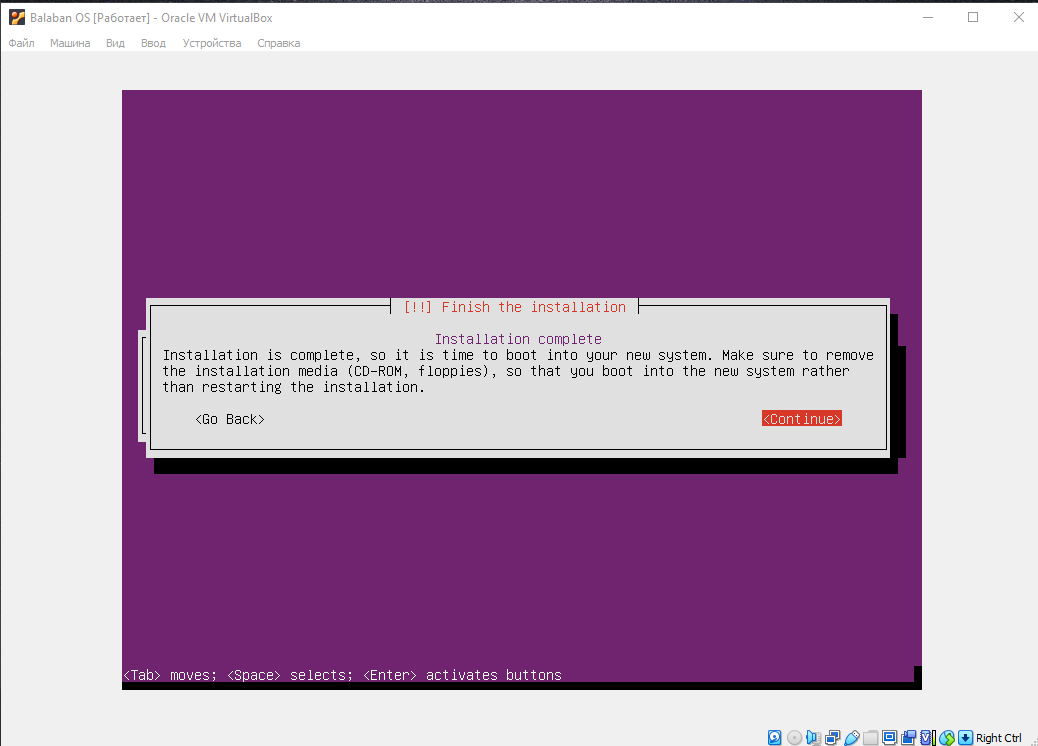 Balaban OS [Работает] - Oracle VM VirtualBox
Файл Машина Вид Ввод Устройства Справка
[!!] Finish the installation
Installation complete
Installation is complete, so it is time to boot into your new system. Make sure to remove
the installation media (CD-ROM, floppies), so that you boot into the new system rather
than restarting the installation.
<Go Back> <Continue>
<Tab> moves; <Space> selects; <Enter> activates buttons
Right Ctrl